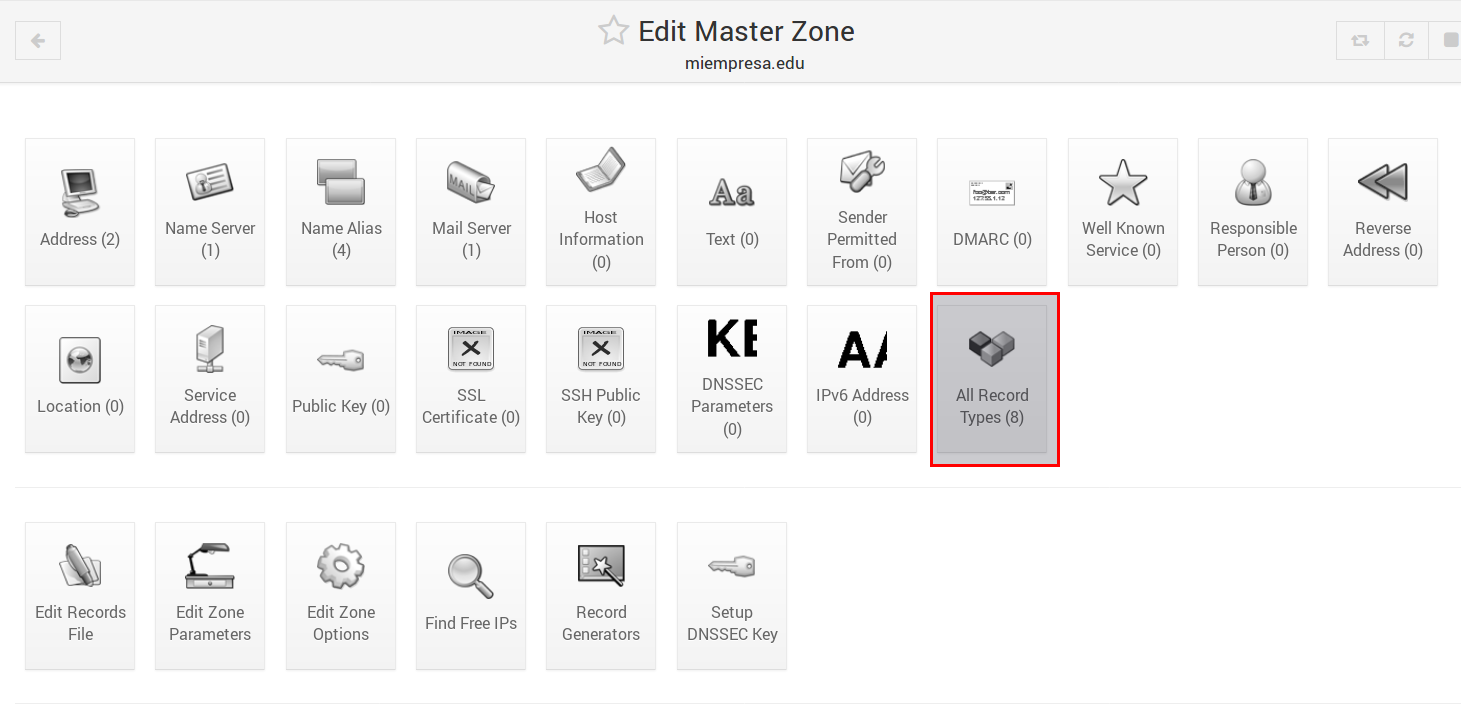 Edit Master Zone
miempresa.edu
Address (2)
Name Server
(1)
Name Alias
(4)
MAIL
Mail Server
(1)
Host
Information
(0)
Aa
Text (0)
Sender
Permitted
From (0)
foo@bar.com
127.55.1.12
DMARC (0)
Well Known
Service (0)
Responsible
Person (0)
Reverse
Address (0)
Location (0)
Service
Address (0)
Public Key (0)
IMAGE
NOT FOUND
SSL
Certificate (0)
IMAGE
NOT FOUND
SSH Public
Key (0)
KE
DNSSEC
Parameters
(0)
AA
IPv6 Address
(0)
All Record
Types (8)
Edit Records
File
Edit Zone
Parameters
Edit Zone
Options
Find Free IPs
Record
Generators
Setup
DNSSEC Key